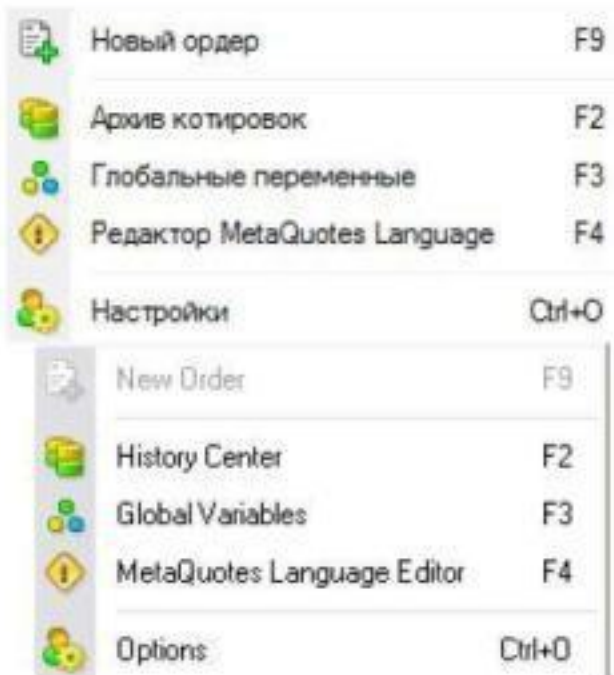 Новый ордер F9
Архив котировок F2
Глобальные переменные F3
Редактор MetaQuotes Language F4
Настройки Ctrl+O
New Order F9
History Center F2
Global Variables F3
MetaQuotes Language Editor F4
Options Ctrl+O